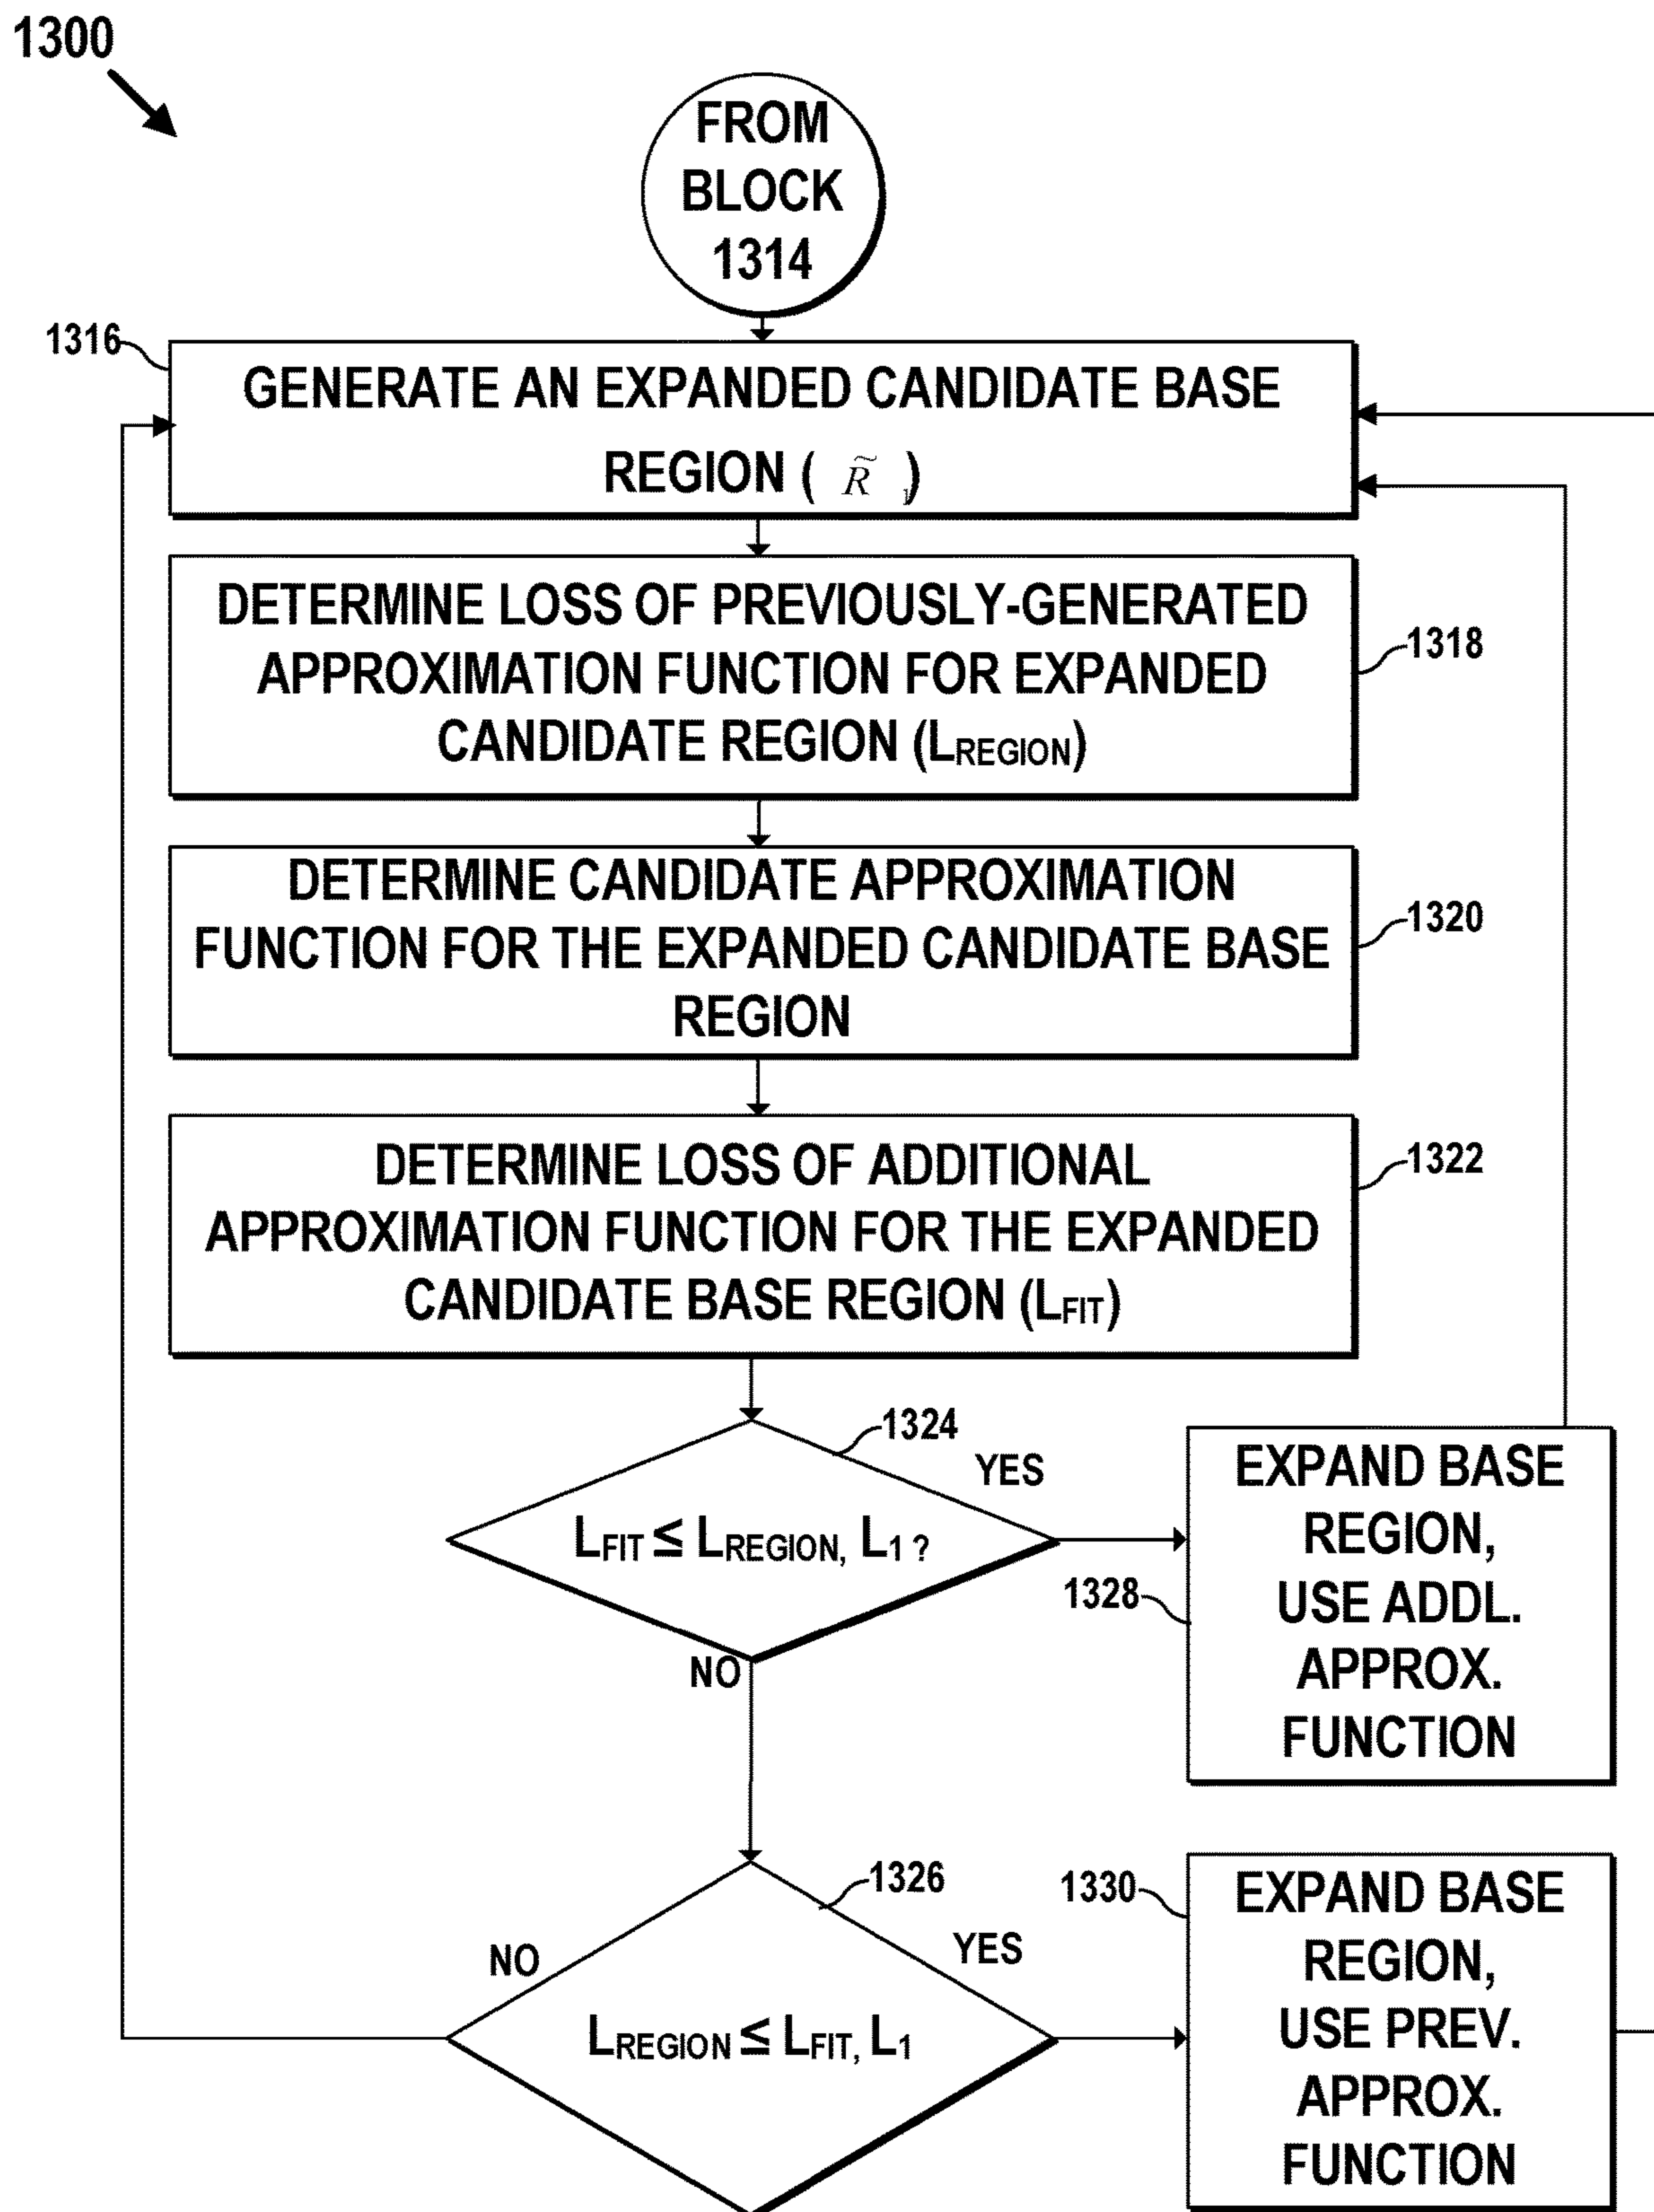 1300
FROM
BLOCK
1314
1316
GENERATE AN EXPANDED CANDIDATE BASE
REGION ( R̃ ₁)
DETERMINE LOSS OF PREVIOUSLY-GENERATED
APPROXIMATION FUNCTION FOR EXPANDED
CANDIDATE REGION (LREGION)
1318
DETERMINE CANDIDATE APPROXIMATION
FUNCTION FOR THE EXPANDED CANDIDATE BASE
REGION
1320
DETERMINE LOSS OF ADDITIONAL
APPROXIMATION FUNCTION FOR THE EXPANDED
CANDIDATE BASE REGION (LFIT)
1322
1324
YES
LFIT ≤ LREGION, L1 ?
NO
1328
EXPAND BASE
REGION,
USE ADDL.
APPROX.
FUNCTION
1326
NO
YES
LREGION ≤ LFIT, L1
1330
EXPAND BASE
REGION,
USE PREV.
APPROX.
FUNCTION